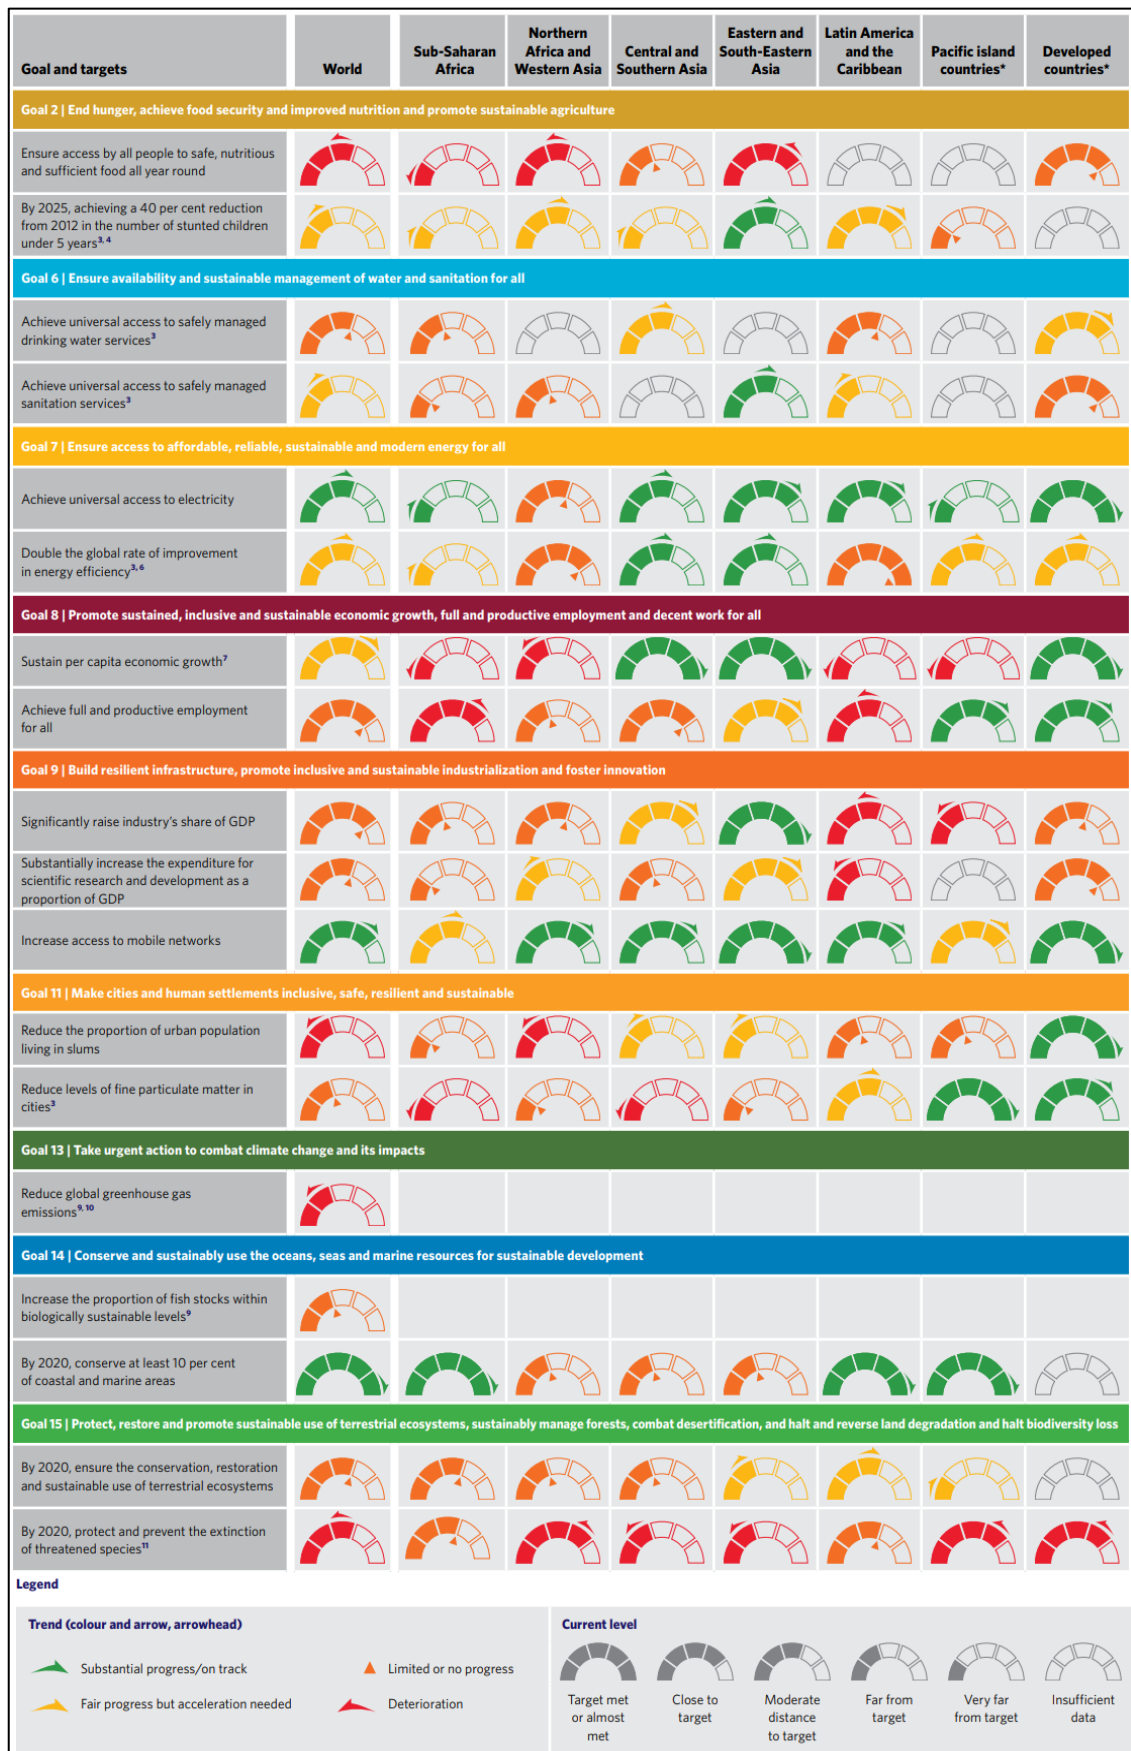 Goal and targets
World
Sub-Saharan
Africa
Northern
Africa and
Western Asia
Central and
Southern Asia
Eastern and
South-Eastern
Asia
Latin America
and the
Caribbean
Pacific island
countries*
Developed
countries*
Goal 2 | End hunger, achieve food security and improved nutrition and promote sustainable agriculture
Ensure access by all people to safe, nutritious
and sufficient food all year round
By 2025, achieving a 40 per cent reduction
from 2012 in the number of stunted children
under 5 years3, 4
Goal 6 | Ensure availability and sustainable management of water and sanitation for all
Achieve universal access to safely managed
drinking water services3
Achieve universal access to safely managed
sanitation services3
Goal 7 | Ensure access to affordable, reliable, sustainable and modern energy for all
Achieve universal access to electricity
Double the global rate of improvement
in energy efficiency3, 6
Goal 8 | Promote sustained, inclusive and sustainable economic growth, full and productive employment and decent work for all
Sustain per capita economic growth7
Achieve full and productive employment
for all
Goal 9 | Build resilient infrastructure, promote inclusive and sustainable industrialization and foster innovation
Significantly raise industry's share of GDP
Substantially increase the expenditure for
scientific research and development as a
proportion of GDP
Increase access to mobile networks
Goal 11 | Make cities and human settlements inclusive, safe, resilient and sustainable
Reduce the proportion of urban population
living in slums
Reduce levels of fine particulate matter in
cities3
Goal 13 | Take urgent action to combat climate change and its impacts
Reduce global greenhouse gas
emissions9, 10
Goal 14 | Conserve and sustainably use the oceans, seas and marine resources for sustainable development
Increase the proportion of fish stocks within
biologically sustainable levels9
By 2020, conserve at least 10 per cent
of coastal and marine areas
Goal 15 | Protect, restore and promote sustainable use of terrestrial ecosystems, sustainably manage forests, combat desertification, and halt and reverse land degradation and halt biodiversity loss
By 2020, ensure the conservation, restoration
and sustainable use of terrestrial ecosystems
By 2020, protect and prevent the extinction
of threatened species11
Legend
Trend (colour and arrow, arrowhead)
Substantial progress/on track
Limited or no progress
Fair progress but acceleration needed
Deterioration
Current level
Target met
or almost
met
Close to
target
Moderate
distance
to target
Far from
target
Very far
from target
Insufficient
data